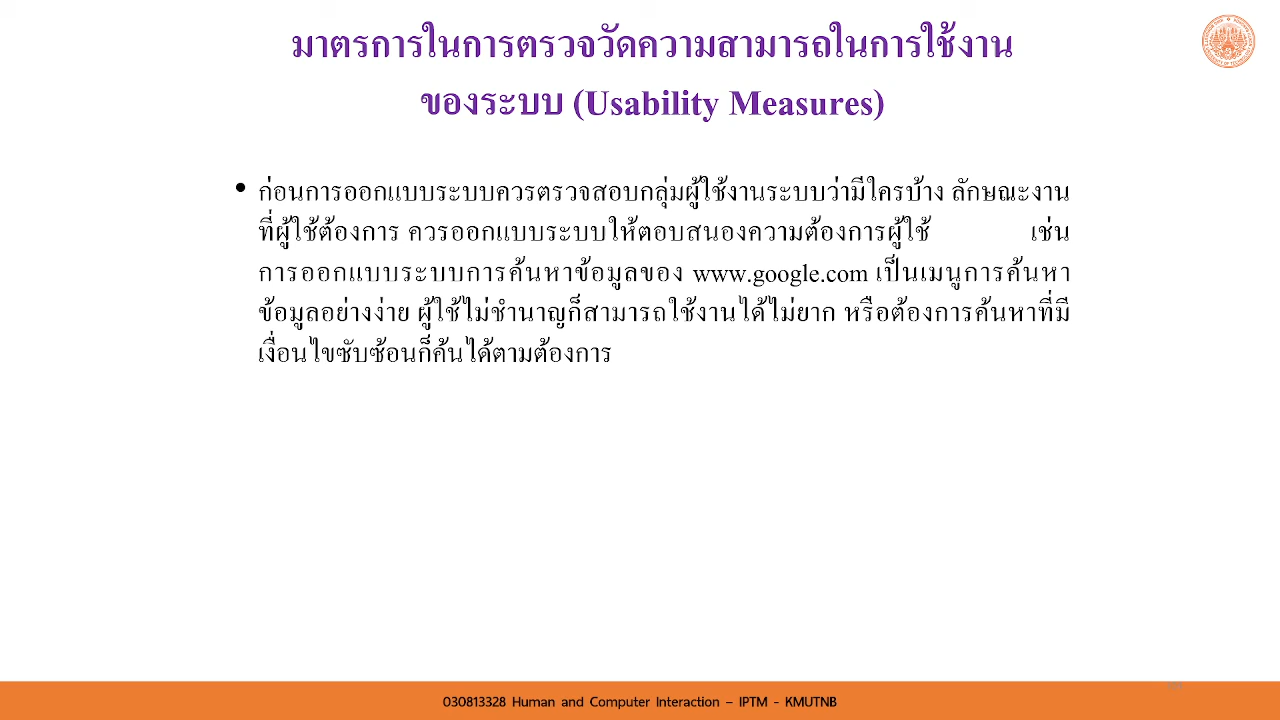 มาตรการในการตรวจวัดความสามารถในการใช้งาน
ของระบบ (Usability Measures)
• ก่อนการออกแบบระบบควรตรวจสอบกลุ่มผู้ใช้งานระบบว่ามีใครบ้าง ลักษณะงาน
ที่ผู้ใช้ต้องการ ควรออกแบบระบบให้ตอบสนองความต้องการผู้ใช้ เช่น
การออกแบบระบบการค้นหาข้อมูลของ www.google.com เป็นเมนูการค้นหา
ข้อมูลอย่างง่าย ผู้ใช้ไม่ชำนาญก็สามารถใช้งานได้ไม่ยาก หรือต้องการค้นหาที่มี
เงื่อนไขซับซ้อนก็ค้นได้ตามต้องการ
030813328 Human and Computer Interaction – IPTM - KMUTNB